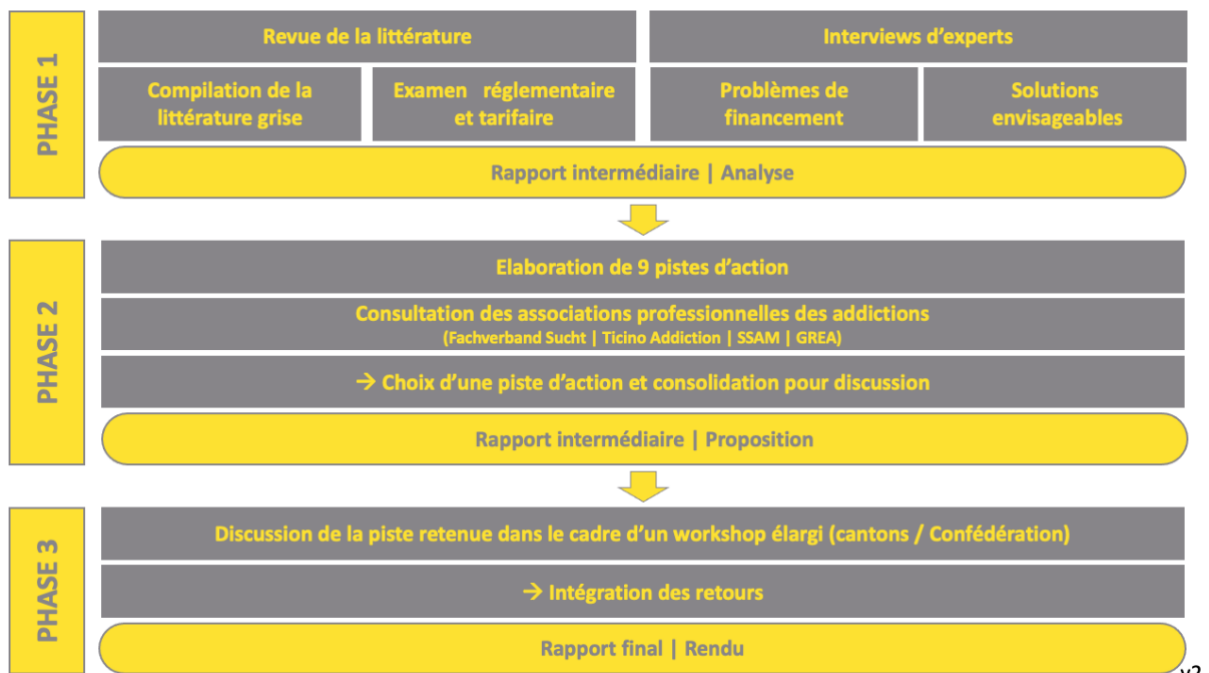 PHASE 1
Revue de la littérature
Interviews d'experts
Compilation de la
littérature grise
Examen réglementaire
et tarifaire
Problèmes de
financement
Solutions
envisageables
Rapport intermédiaire | Analyse
PHASE 2
Elaboration de 9 pistes d'action
Consultation des associations professionnelles des addictions
(Fachverband Sucht | Ticino Addiction | SSAM | GREA)
→ Choix d'une piste d'action et consolidation pour discussion
Rapport intermédiaire | Proposition
PHASE 3
Discussion de la piste retenue dans le cadre d'un workshop élargi (cantons / Confédération)
→ Intégration des retours
Rapport final | Rendu